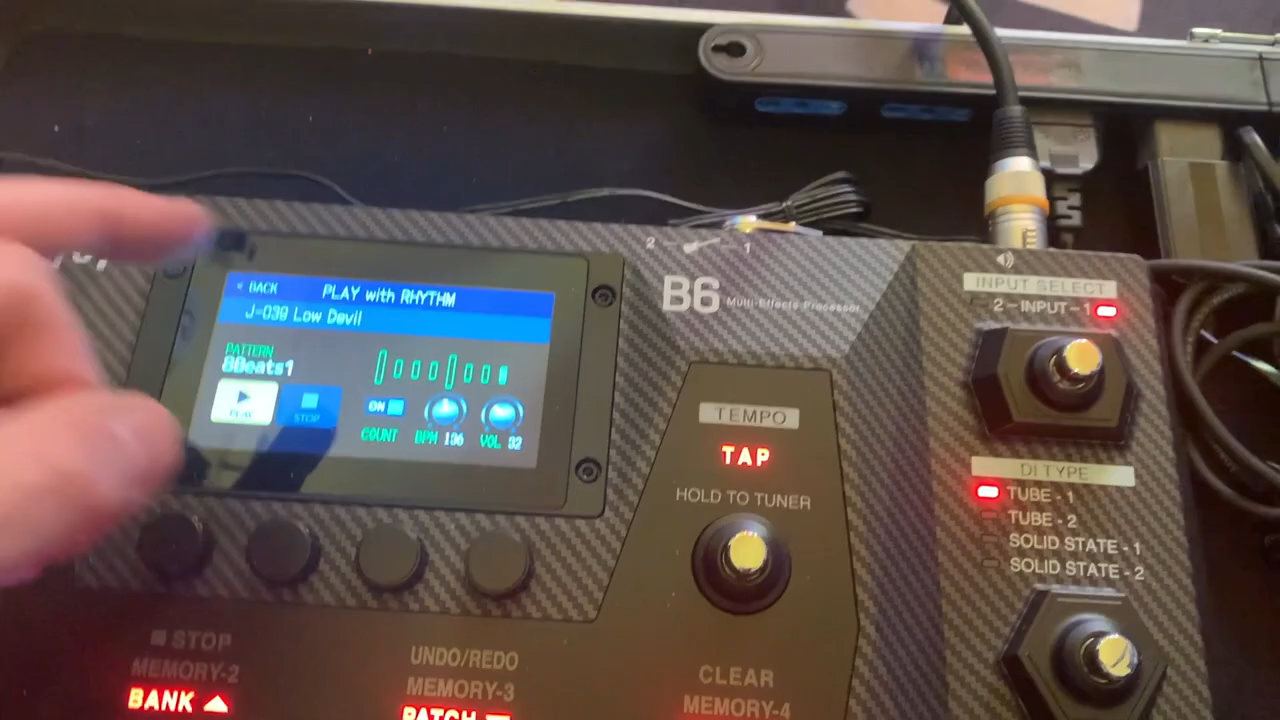 2 1
B6 Multi-Effects Processor
INPUT SELECT
2-INPUT-1
< BACK PLAY with RHYTHM
J-039 Low Devil
PATTERN
8Beats1
PLAY
STOP
ON
COUNT BPM 136 VOL 92
TEMPO
TAP
HOLD TO TUNER
DI TYPE
TUBE - 1
TUBE - 2
SOLID STATE - 1
SOLID STATE - 2
STOP
MEMORY-2
BANK
UNDO/REDO
MEMORY-3
PATCH
CLEAR
MEMORY-4